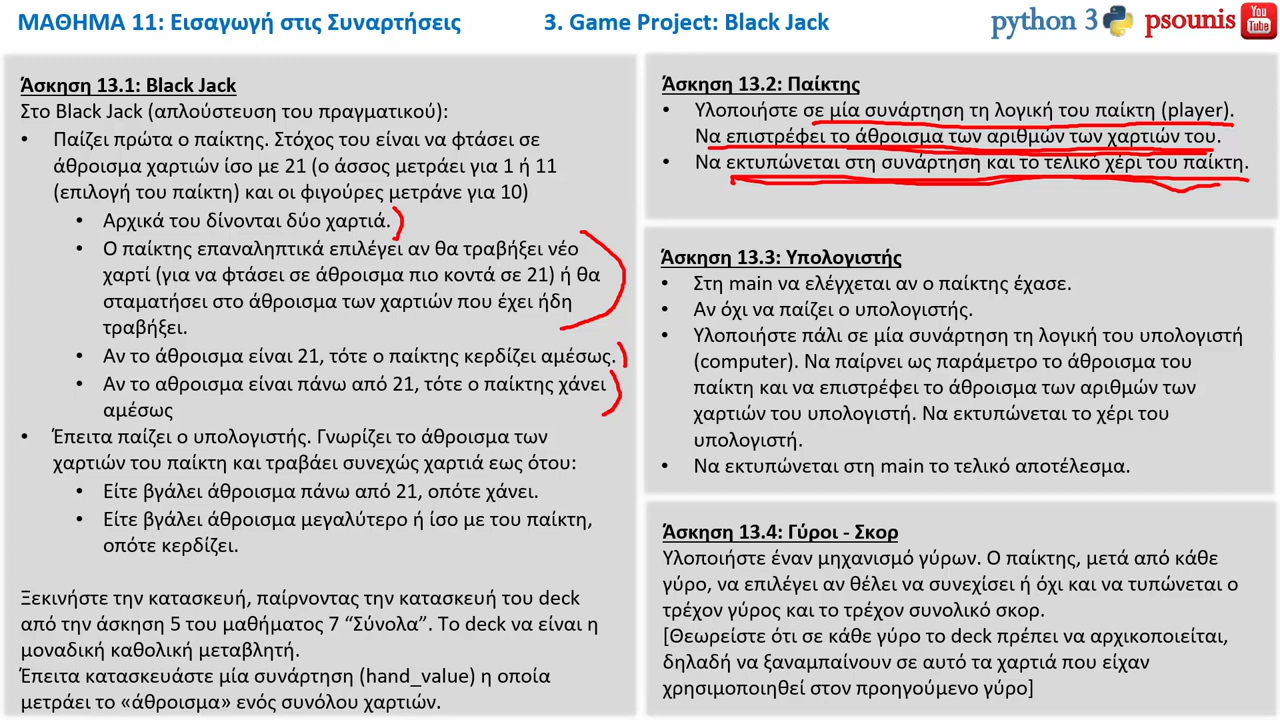 ΜΑΘΗΜΑ 11: Εισαγωγή στις Συναρτήσεις
3. Game Project: Black Jack
python 3
psounis
You
Tube
Άσκηση 13.1: Black Jack
Στο Black Jack (απλούστευση του πραγματικού):
• Παίζει πρώτα ο παίκτης. Στόχος του είναι να φτάσει σε
άθροισμα χαρτιών ίσο με 21 (ο άσσος μετράει για 1 ή 11
(επιλογή του παίκτη) και οι φιγούρες μετράνε για 10)
• Αρχικά του δίνονται δύο χαρτιά.
• Ο παίκτης επαναληπτικά επιλέγει αν θα τραβήξει νέο
χαρτί (για να φτάσει σε άθροισμα πιο κοντά σε 21) ή θα
σταματήσει στο άθροισμα των χαρτιών που έχει ήδη
τραβήξει.
• Αν το άθροισμα είναι 21, τότε ο παίκτης κερδίζει αμέσως.
• Αν το αθροισμα είναι πάνω από 21, τότε ο παίκτης χάνει
αμέσως
• Έπειτα παίζει ο υπολογιστής. Γνωρίζει το άθροισμα των
χαρτιών του παίκτη και τραβάει συνεχώς χαρτιά εως ότου:
• Είτε βγάλει άθροισμα πάνω από 21, οπότε χάνει.
• Είτε βγάλει άθροισμα μεγαλύτερο ή ίσο με του παίκτη,
οπότε κερδίζει.
Ξεκινήστε την κατασκευή, παίρνοντας την κατασκευή του deck
από την άσκηση 5 του μαθήματος 7 “Σύνολα”. Το deck να είναι η
μοναδική καθολική μεταβλητή.
Έπειτα κατασκευάστε μία συνάρτηση (hand_value) η οποία
μετράει το «άθροισμα» ενός συνόλου χαρτιών.
Άσκηση 13.2: Παίκτης
• Υλοποιήστε σε μία συνάρτηση τη λογική του παίκτη (player).
Να επιστρέφει το άθροισμα των αριθμών των χαρτιών του.
• Να εκτυπώνεται στη συνάρτηση και το τελικό χέρι του παίκτη.
Άσκηση 13.3: Υπολογιστής
• Στη main να ελέγχεται αν ο παίκτης έχασε.
• Αν όχι να παίζει ο υπολογιστής.
• Υλοποιήστε πάλι σε μία συνάρτηση τη λογική του υπολογιστή
(computer). Να παίρνει ως παράμετρο το άθροισμα του
παίκτη και να επιστρέφει το άθροισμα των αριθμών των
χαρτιών του υπολογιστή. Να εκτυπώνεται το χέρι του
υπολογιστή.
• Να εκτυπώνεται στη main το τελικό αποτέλεσμα.
Άσκηση 13.4: Γύροι - Σκορ
Υλοποιήστε έναν μηχανισμό γύρων. Ο παίκτης, μετά από κάθε
γύρο, να επιλέγει αν θέλει να συνεχίσει ή όχι και να τυπώνεται ο
τρέχον γύρος και το τρέχον συνολικό σκορ.
[Θεωρείστε ότι σε κάθε γύρο το deck πρέπει να αρχικοποιείται,
δηλαδή να ξαναμπαίνουν σε αυτό τα χαρτιά που είχαν
χρησιμοποιηθεί στον προηγούμενο γύρο]